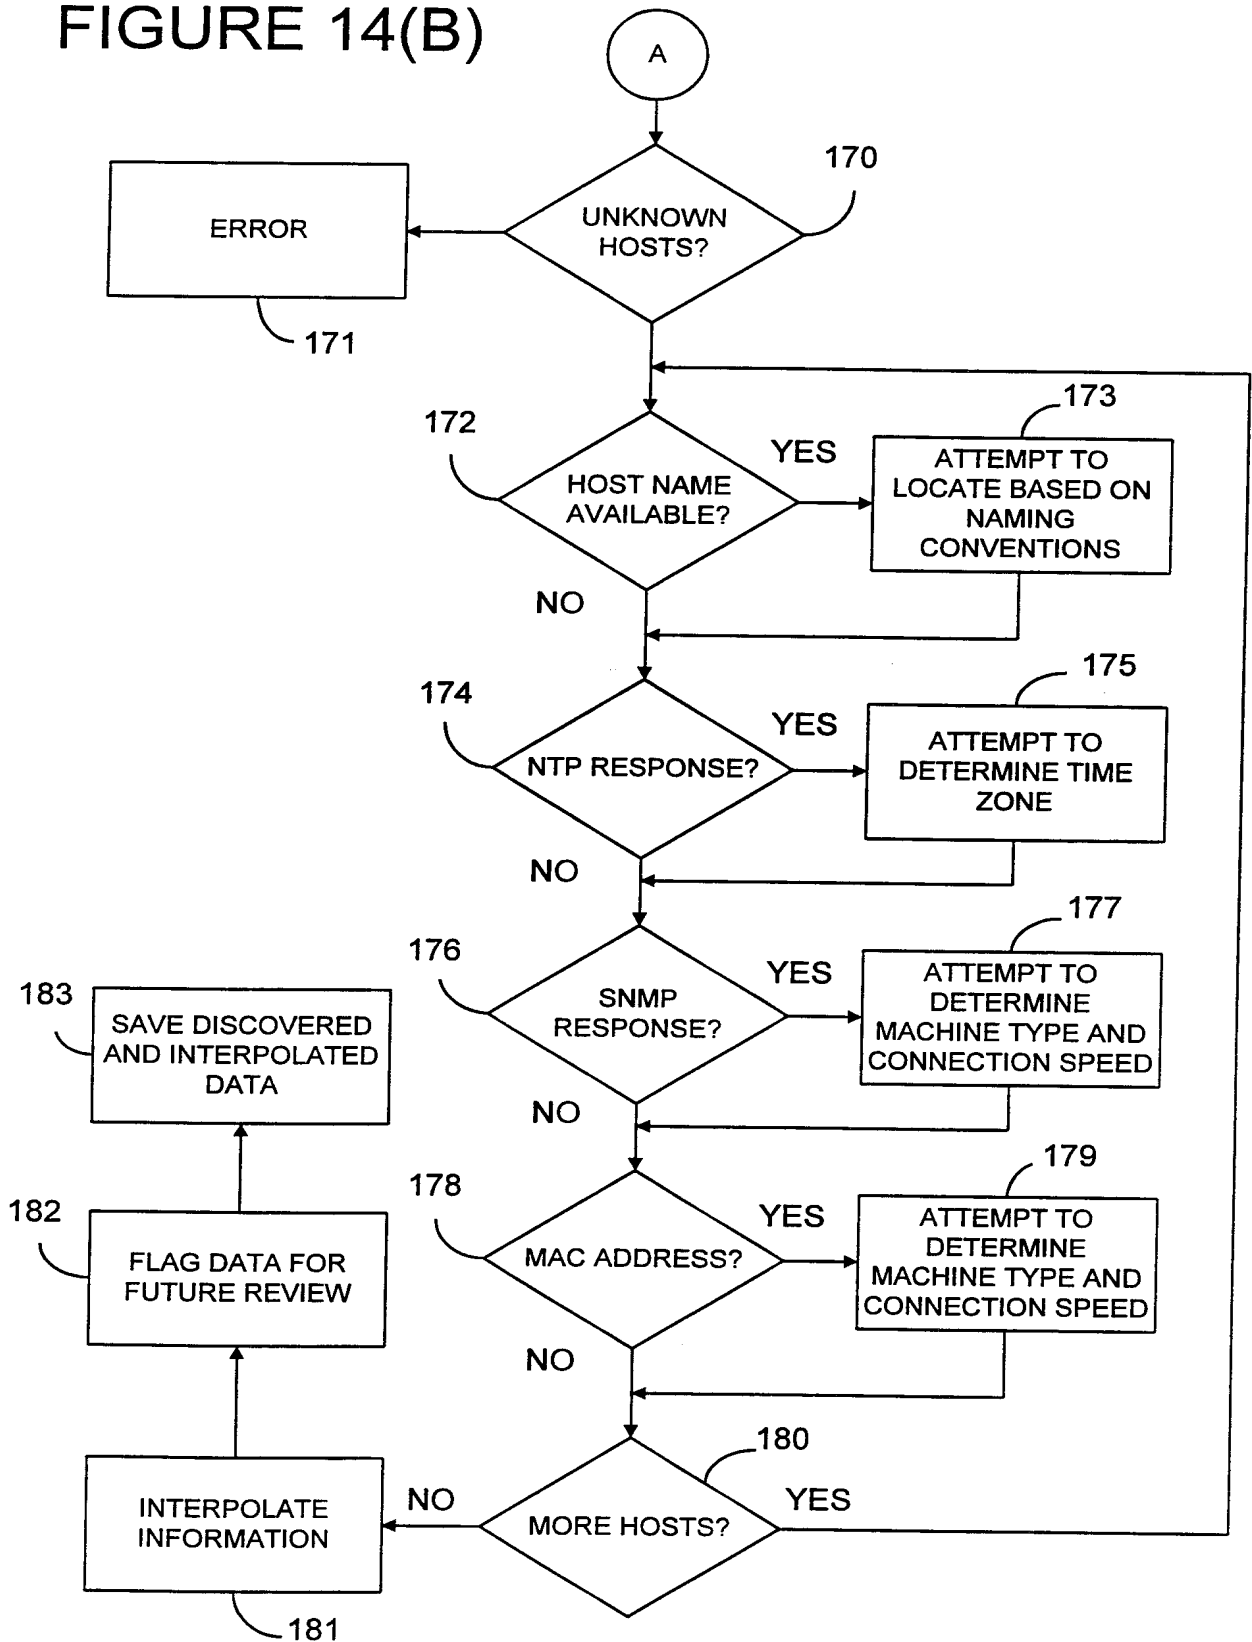 FIGURE 14(B)
A
170
UNKNOWN
HOSTS?
ERROR
171
172
HOST NAME
AVAILABLE?
YES
173
ATTEMPT TO
LOCATE BASED ON
NAMING
CONVENTIONS
NO
174
NTP RESPONSE?
YES
175
ATTEMPT TO
DETERMINE TIME
ZONE
NO
176
SNMP
RESPONSE?
YES
177
ATTEMPT TO
DETERMINE
MACHINE TYPE AND
CONNECTION SPEED
NO
178
MAC ADDRESS?
YES
179
ATTEMPT TO
DETERMINE
MACHINE TYPE AND
CONNECTION SPEED
NO
180
MORE HOSTS?
YES
NO
INTERPOLATE
INFORMATION
181
182
FLAG DATA FOR
FUTURE REVIEW
183
SAVE DISCOVERED
AND INTERPOLATED
DATA